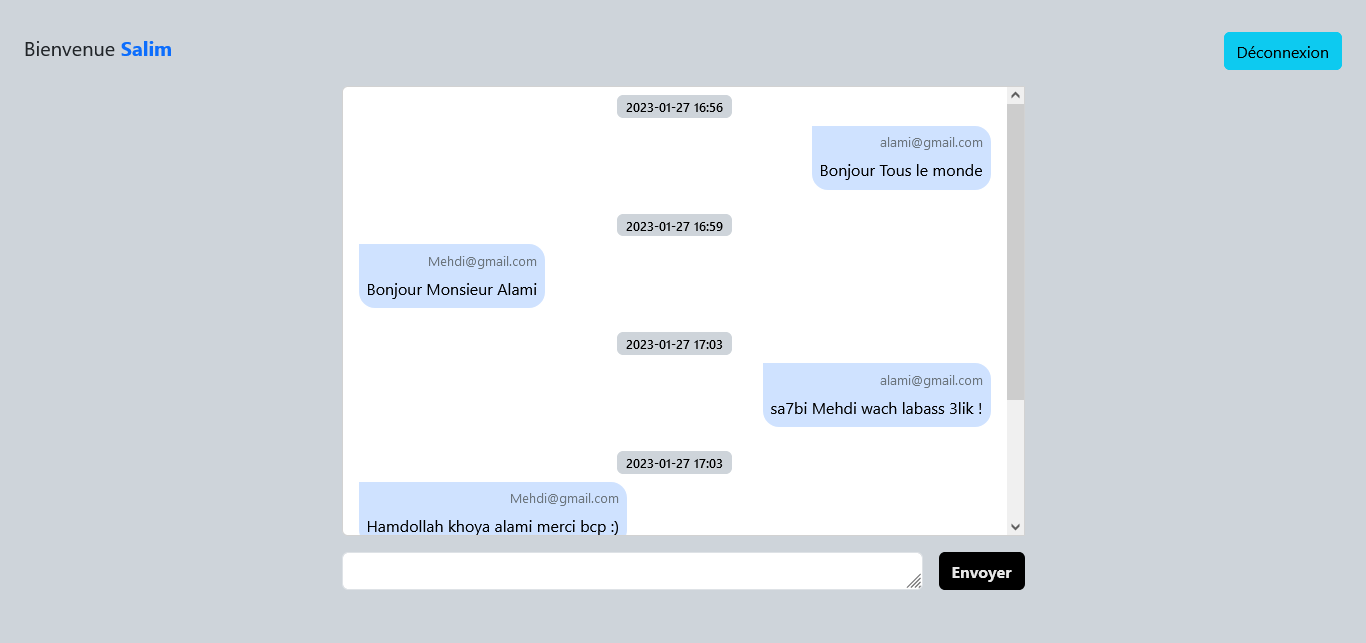 Bienvenue Salim
Déconnexion
2023-01-27 16:56
alami@gmail.com
Bonjour Tous le monde
2023-01-27 16:59
Mehdi@gmail.com
Bonjour Monsieur Alami
2023-01-27 17:03
alami@gmail.com
sa7bi Mehdi wach labass 3lik !
2023-01-27 17:03
Mehdi@gmail.com
Hamdollah khoya alami merci bcp :)
Envoyer